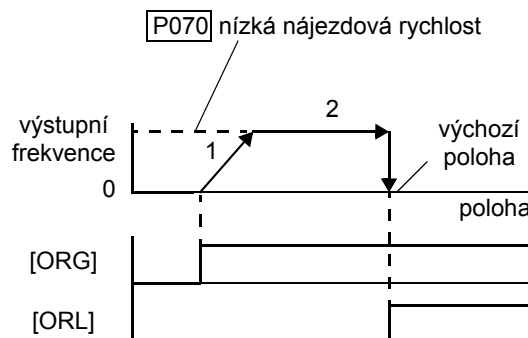 P070 nízká nájezdová rychlost
2
výstupní
frekvence
1
výchozí
poloha
0
poloha
[ORG]
[ORL]